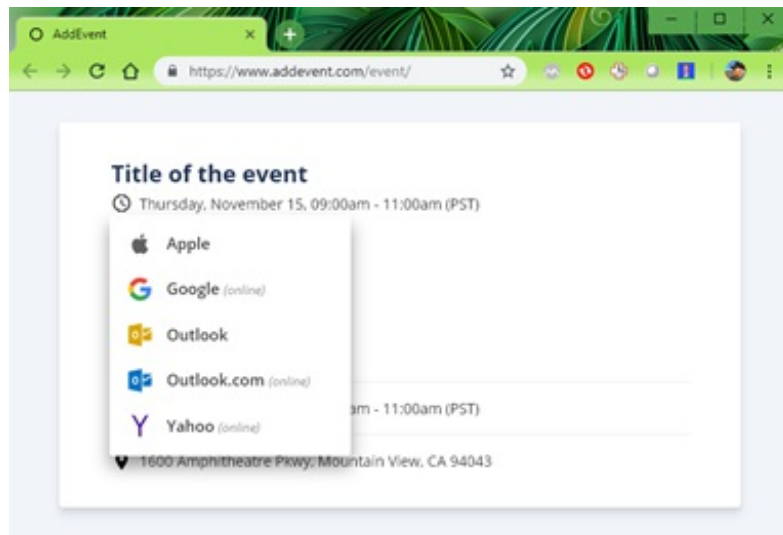 AddEvent
https://www.addevent.com/event/
Title of the event
Thursday, November 15, 09:00am - 11:00am (PST)
Apple
Google (online)
Outlook
Outlook.com (online)
am - 11:00am (PST)
Yahoo (online)
1600 Amphitheatre Pkwy, Mountain View, CA 94043